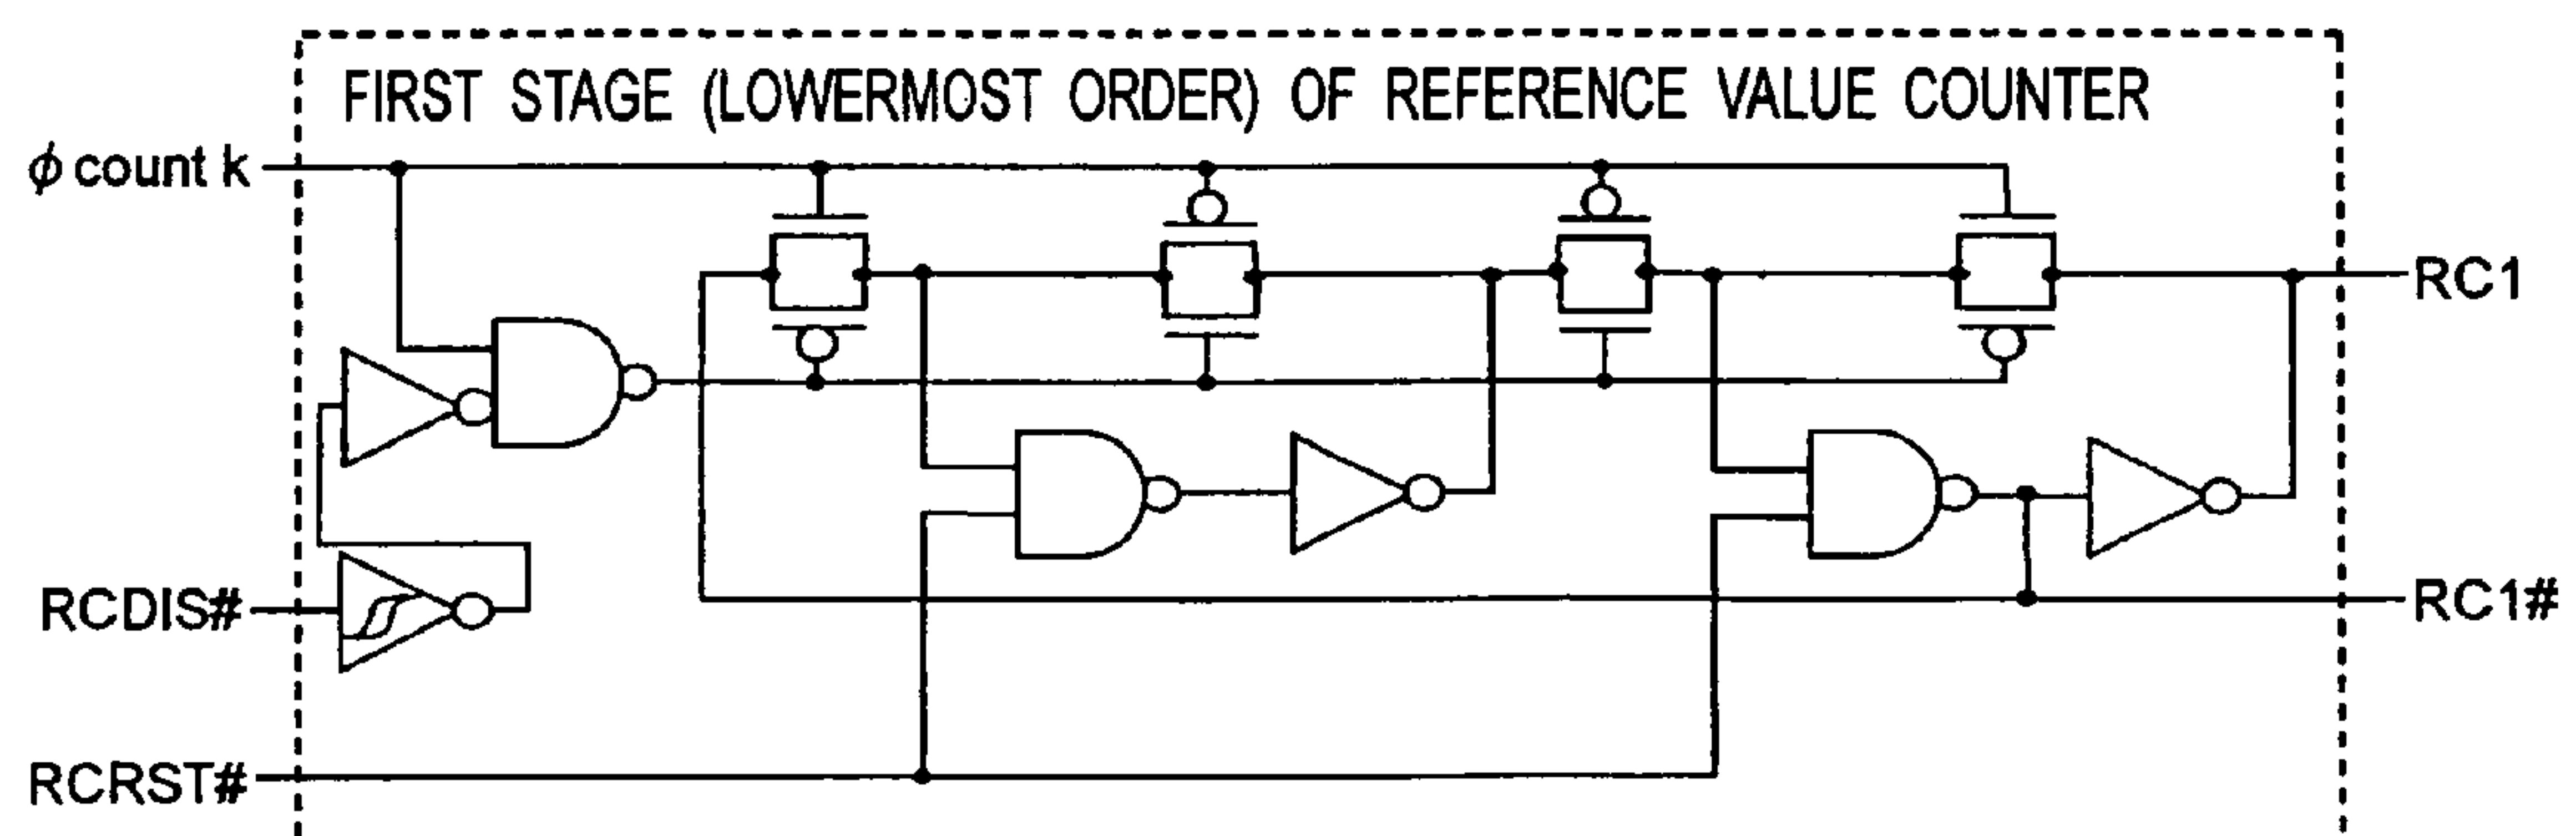 FIRST STAGE (LOWERMOST ORDER) OF REFERENCE VALUE COUNTER
ϕ count k
RC1
RCDIS#
RC1#
RCRST#